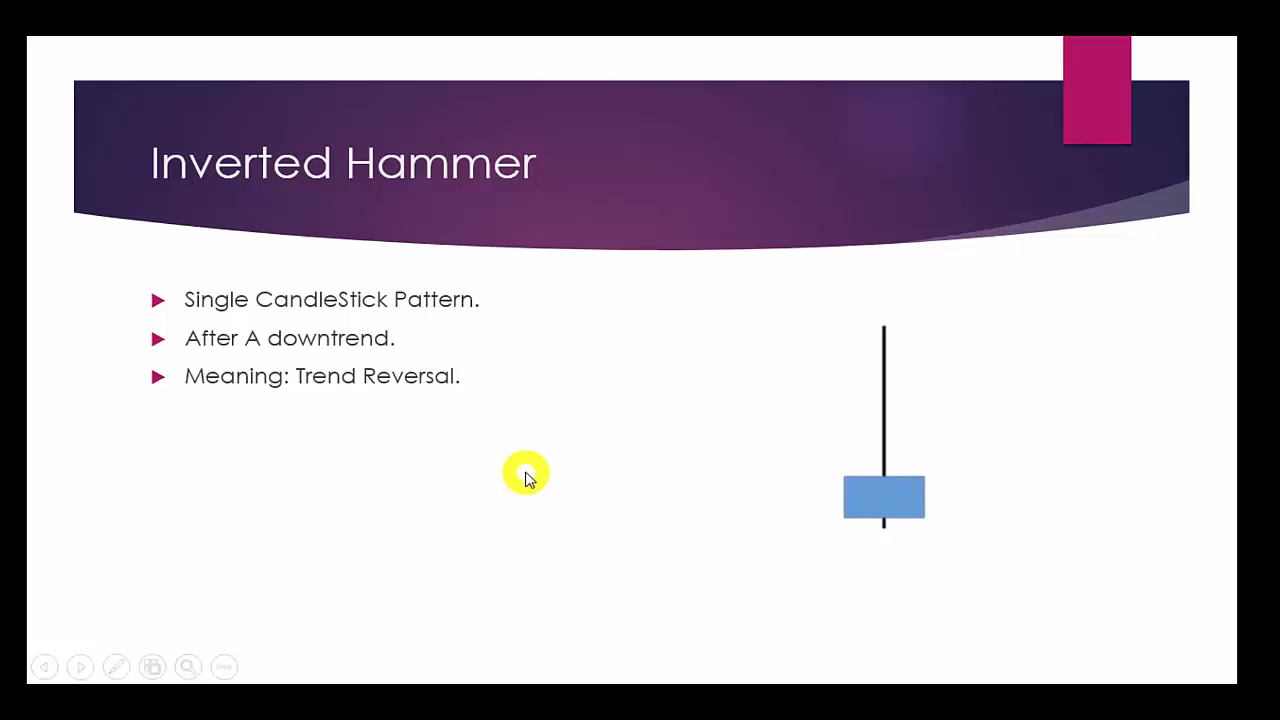 Inverted Hammer
Single CandleStick Pattern.
After A downtrend.
Meaning: Trend Reversal.